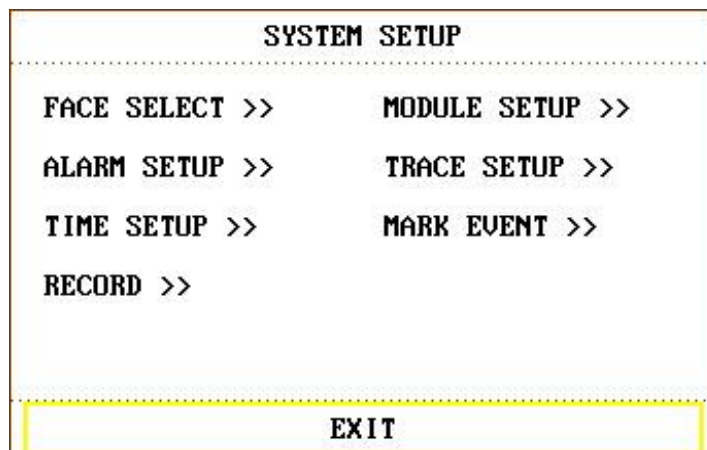 SYSTEM SETUP
FACE SELECT >> MODULE SETUP >>
ALARM SETUP >> TRACE SETUP >>
TIME SETUP >> MARK EVENT >>
RECORD >>
EXIT